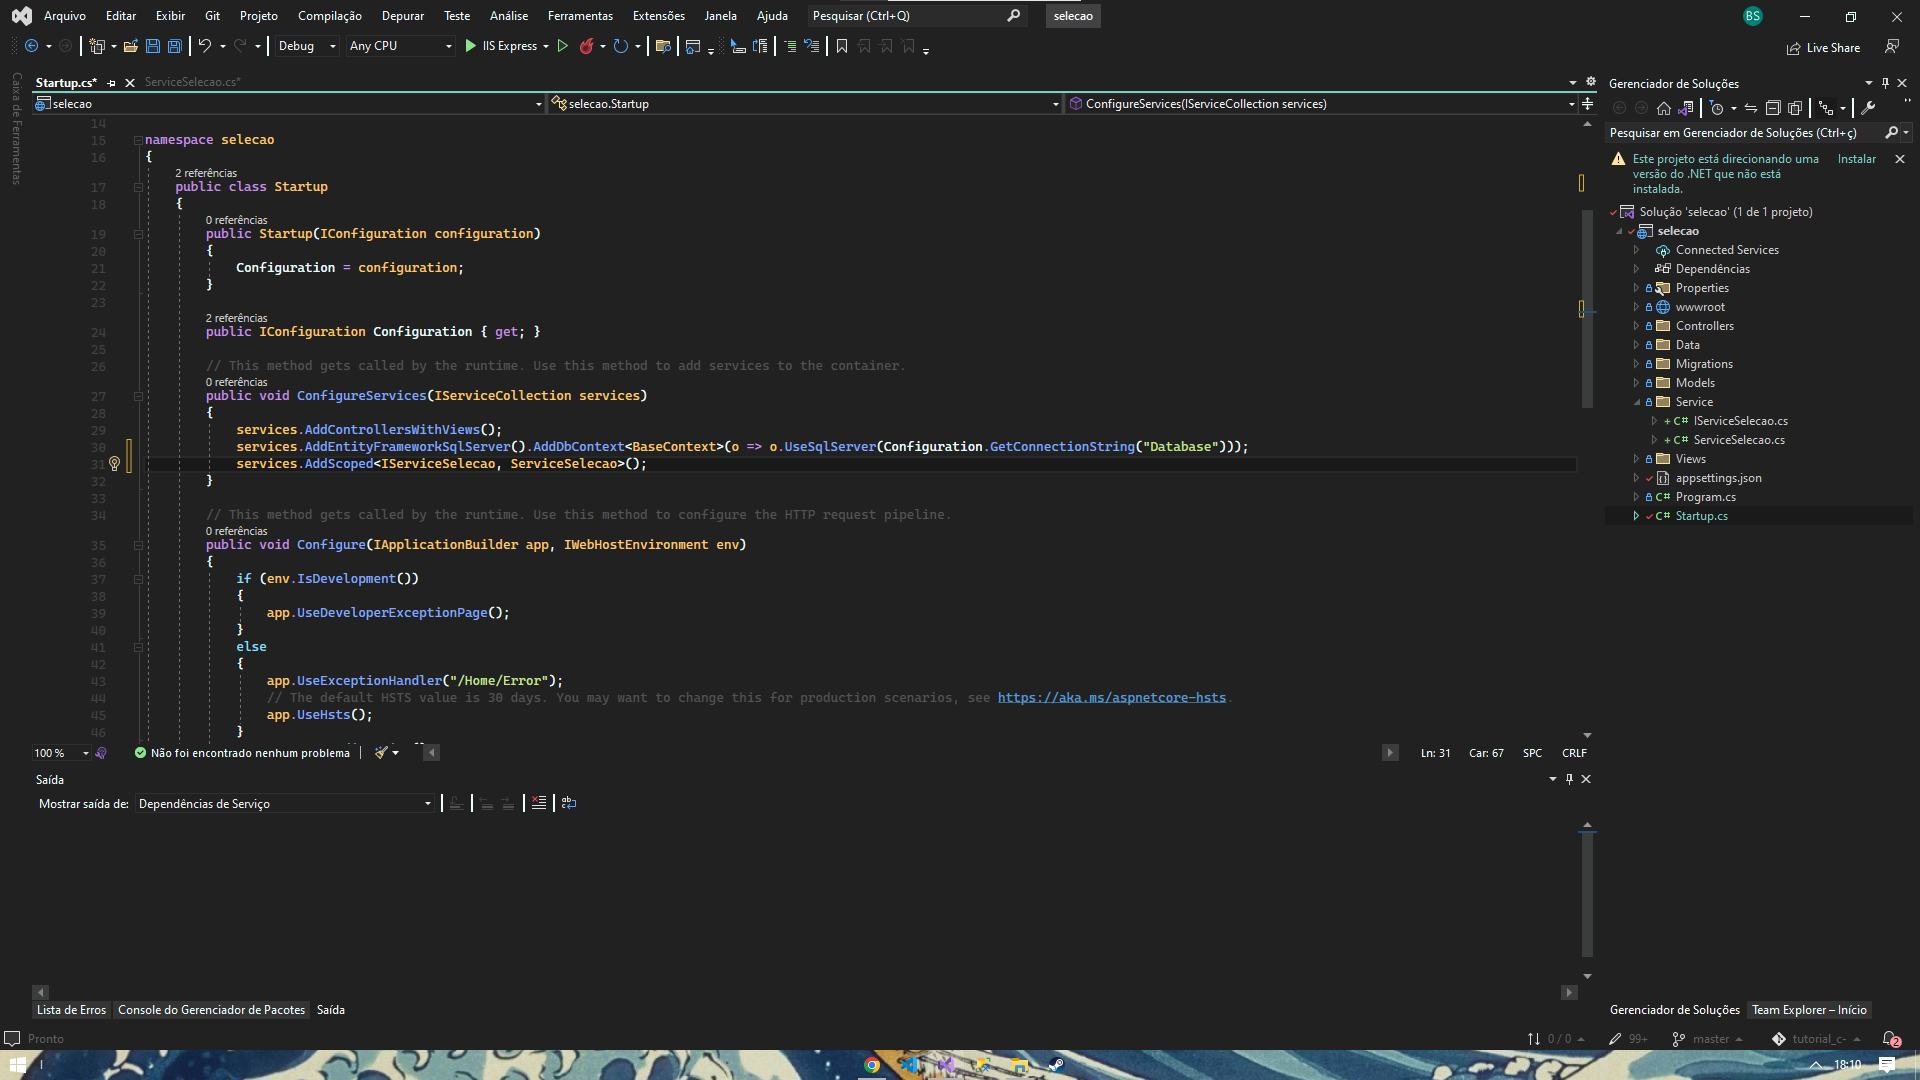 Arquivo Editar Exibir Git Projeto Compilação Depurar Teste Análise Ferramentas Extensões Janela Ajuda Pesquisar (Ctrl+Q) selecao BS
Debug Any CPU IIS Express Live Share
Caixa de Ferramentas
Startup.cs* ServiceSelecao.cs*
selecao selecao.Startup ConfigureServices(IServiceCollection services)
14
15 namespace selecao
16 {
2 referências
17 public class Startup
18 {
0 referências
19 public Startup(IConfiguration configuration)
20 {
21 Configuration = configuration;
22 }
23
2 referências
24 public IConfiguration Configuration { get; }
25
26 // This method gets called by the runtime. Use this method to add services to the container.
0 referências
27 public void ConfigureServices(IServiceCollection services)
28 {
29 services.AddControllersWithViews();
30 services.AddEntityFrameworkSqlServer().AddDbContext<BaseContext>(o => o.UseSqlServer(Configuration.GetConnectionString("Database")));
31 services.AddScoped<IServiceSelecao, ServiceSelecao>();
32 }
33
34 // This method gets called by the runtime. Use this method to configure the HTTP request pipeline.
0 referências
35 public void Configure(IApplicationBuilder app, IWebHostEnvironment env)
36 {
37 if (env.IsDevelopment())
38 {
39 app.UseDeveloperExceptionPage();
40 }
41 else
42 {
43 app.UseExceptionHandler("/Home/Error");
44 // The default HSTS value is 30 days. You may want to change this for production scenarios, see https://aka.ms/aspnetcore-hsts.
45 app.UseHsts();
46 }
100 % Não foi encontrado nenhum problema Ln: 31 Car: 67 SPC CRLF
Saída
Mostrar saída de: Dependências de Serviço
Lista de Erros Console do Gerenciador de Pacotes Saída
Gerenciador de Soluções
Pesquisar em Gerenciador de Soluções (Ctrl+ç)
Este projeto está direcionando uma Instalar
versão do .NET que não está
instalada.
Solução 'selecao' (1 de 1 projeto)
selecao
Connected Services
Dependências
Properties
wwwroot
Controllers
Data
Migrations
Models
Service
+ C# IServiceSelecao.cs
+ C# ServiceSelecao.cs
Views
appsettings.json
C# Program.cs
C# Startup.cs
Gerenciador de Soluções Team Explorer – Início
Pronto 0 / 0 99+ master tutorial_c- 2
18:10